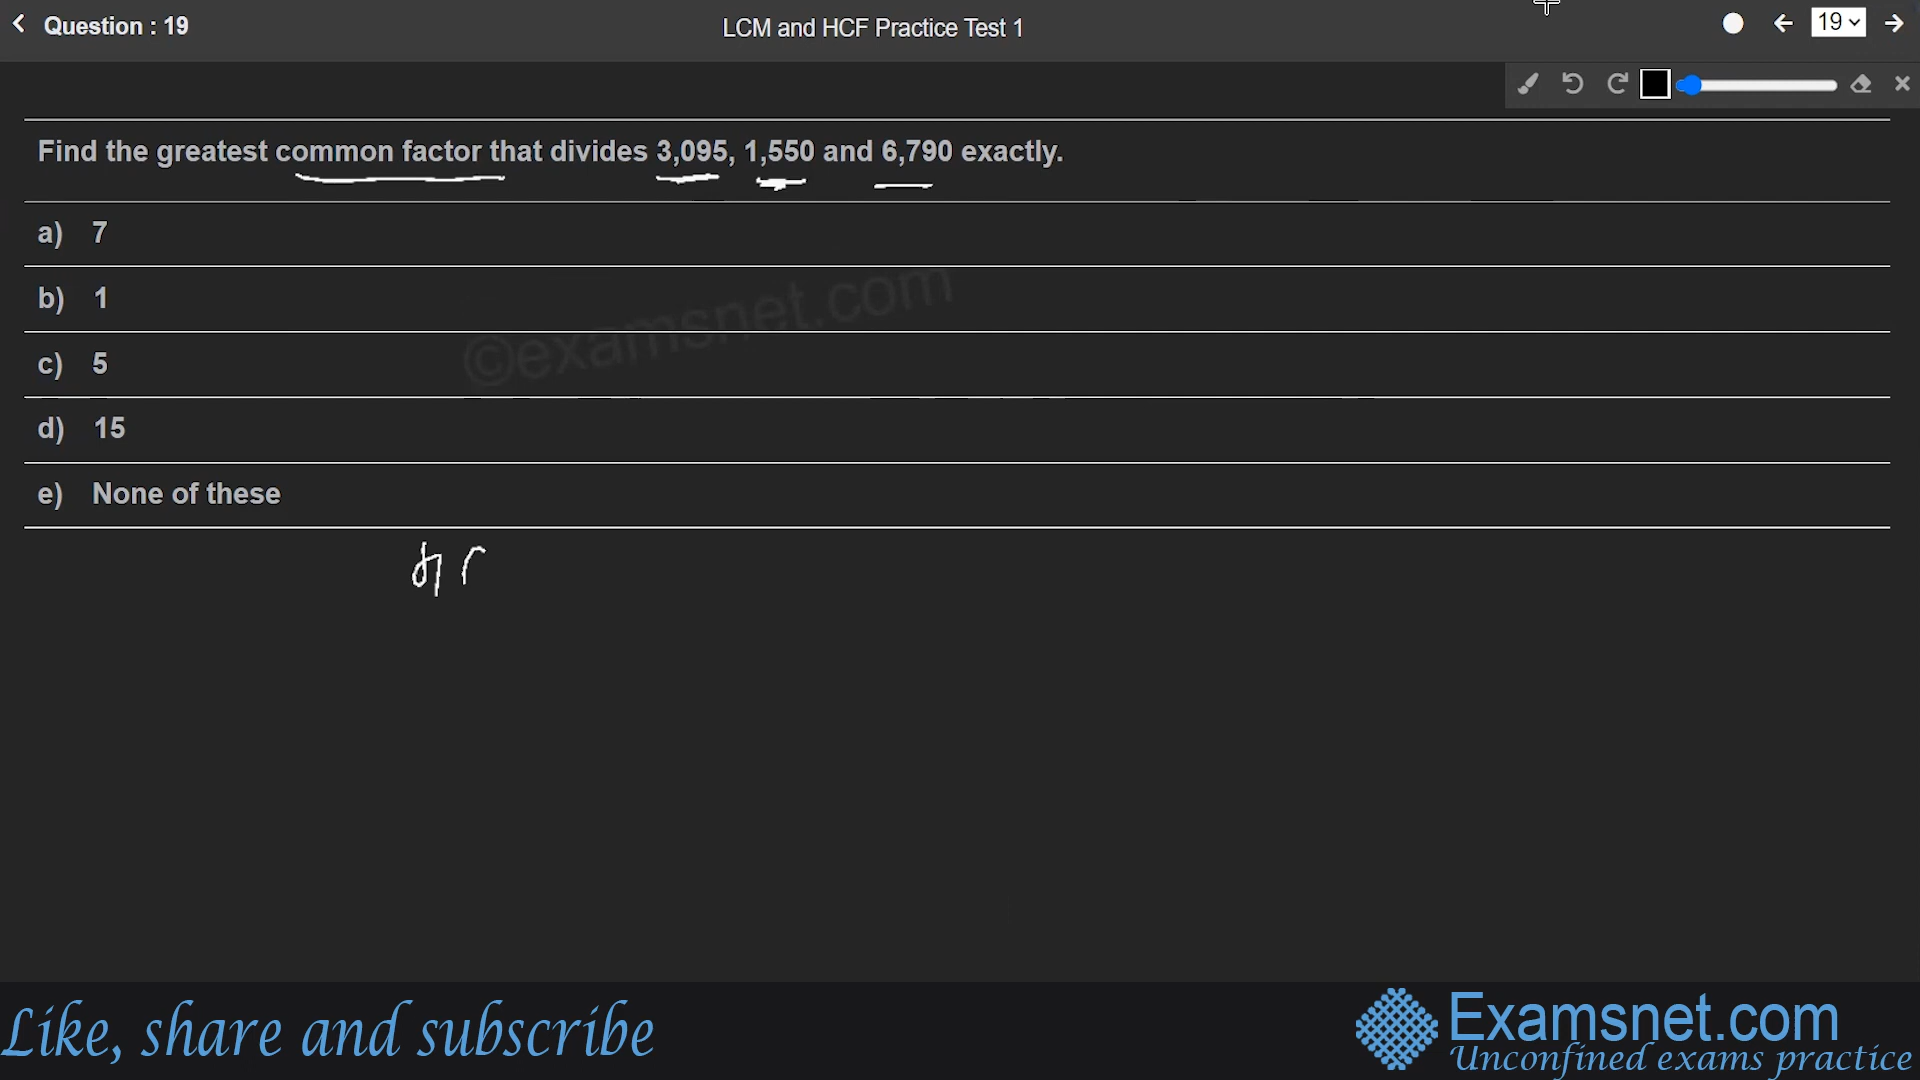 Question : 19
LCM and HCF Practice Test 1
19
Find the greatest common factor that divides 3,095, 1,550 and 6,790 exactly.
a) 7
b) 1
c) 5
d) 15
e) None of these
©examsnet.com
Like, share and subscribe
Examsnet.com
Unconfined exams practice